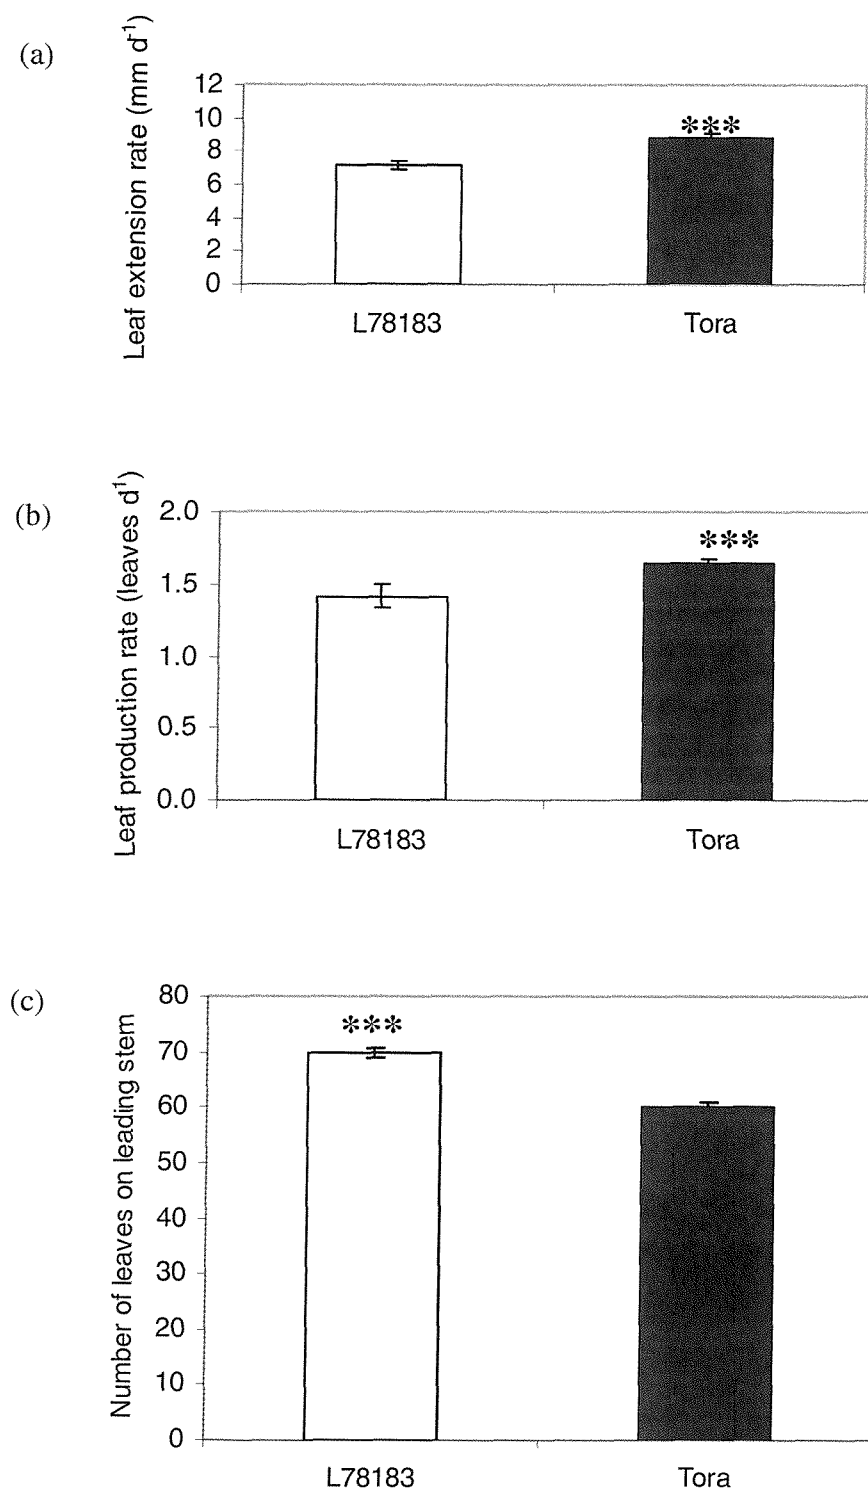 (a)
Leaf extension rate (mm d-1)
12
10
8
6
4
2
0
***
L78183
Tora
(b)
Leaf production rate (leaves d1)
2.0
1.5
1.0
0.5
0.0
***
L78183
Tora
(c)
Number of leaves on leading stem
80
70
60
50
40
30
20
10
0
***
L78183
Tora